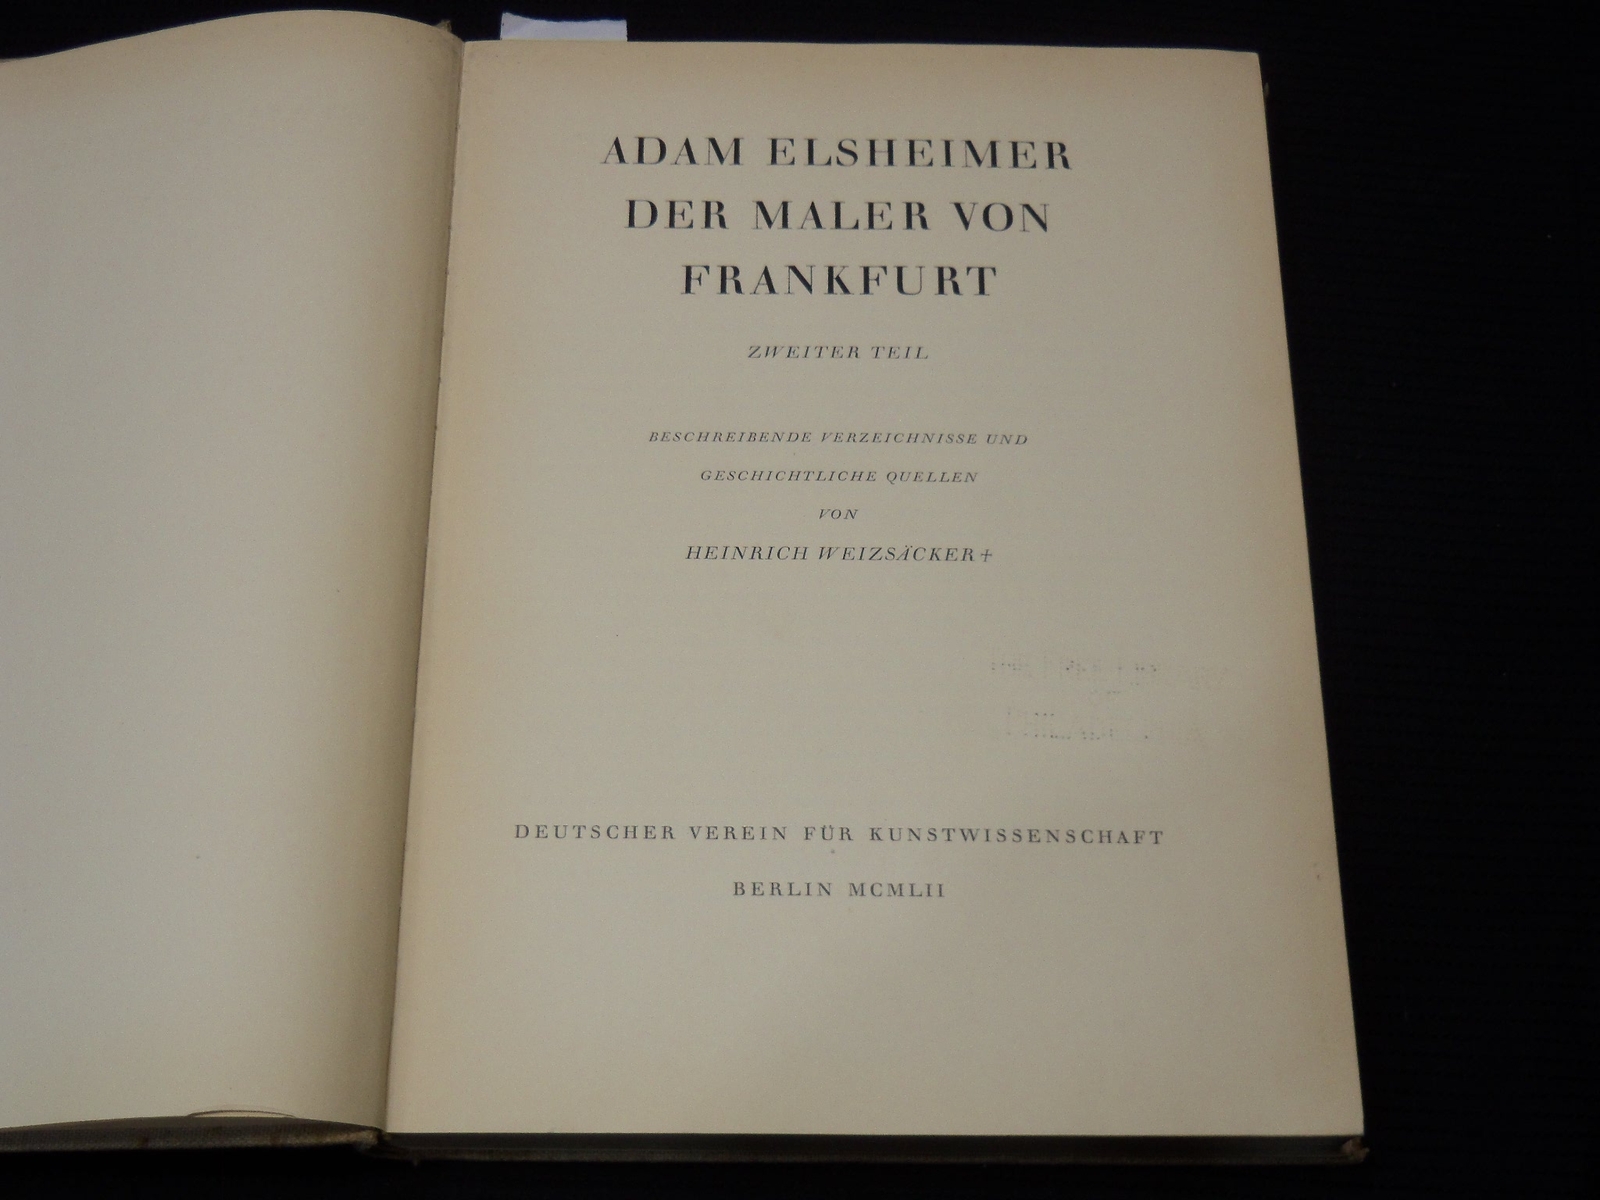 ADAM ELSHEIMER
DER MALER VON
FRANKFURT
ZWEITER TEIL
BESCHREIBENDE VERZEICHNISSE UND
GESCHICHTLICHE QUELLEN
VON
HEINRICH WEIZSÄCKER+
DEUTSCHER VEREIN FÜR KUNSTWISSENSCHAFT
BERLIN MCMLII